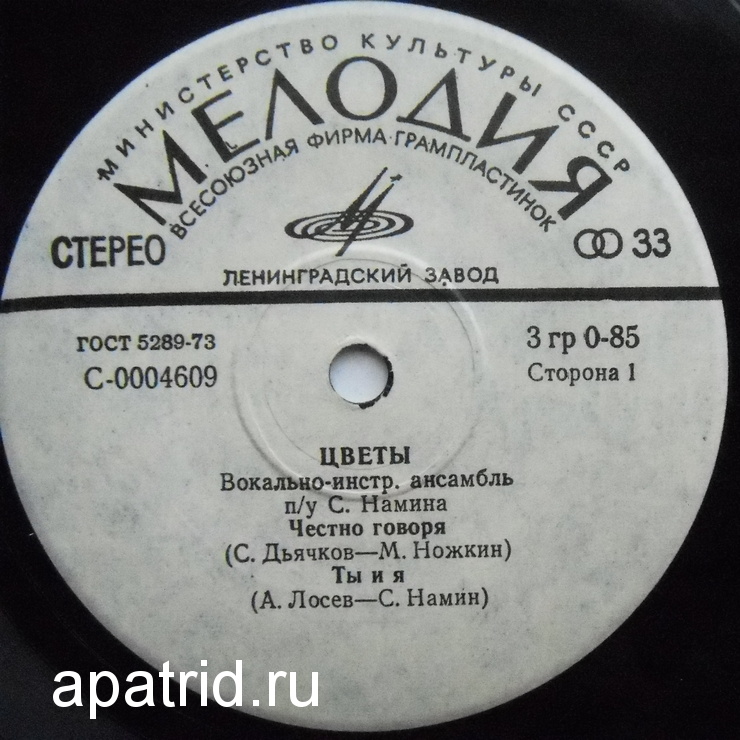 МИНИСТЕРСТВО КУЛЬТУРЫ СССР
МЕЛОДИЯ
ВСЕСОЮЗНАЯ ФИРМА·ГРАМПЛАСТИНОК
СТЕРЕО
33
ЛЕНИНГРАДСКИЙ ЗАВОД
ГОСТ 5289-73
3 гр 0-85
С-0004609
Сторона 1
ЦВЕТЫ
Вокально-инстр. ансамбль
п/у С. Намина
Честно говоря
(С. Дьячков—М. Ножкин)
Ты и я
(А. Лосев—С. Намин)
apatrid.ru